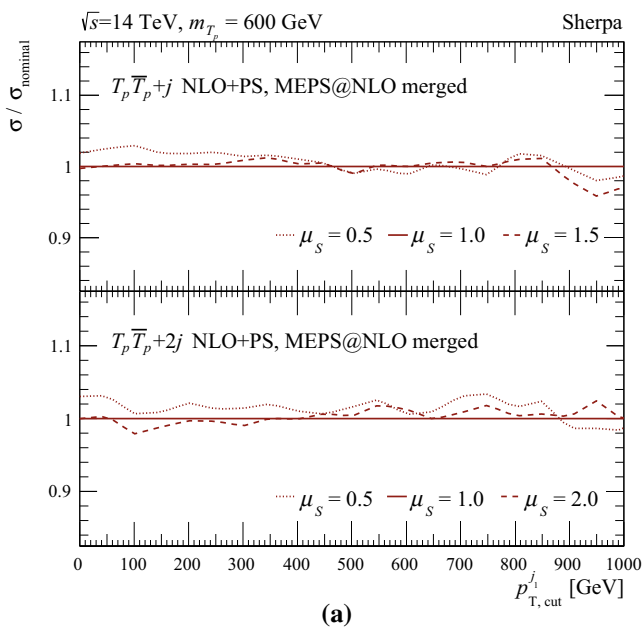 √s=14 TeV, m_{T_p} = 600 GeV Sherpa
σ / σ_nominal
T_p T̅_p+j NLO+PS, MEPS@NLO merged
1.1
1
0.9
μ_S = 0.5 μ_S = 1.0 μ_S = 1.5
T_p T̅_p+2j NLO+PS, MEPS@NLO merged
1.1
1
0.9
μ_S = 0.5 μ_S = 1.0 μ_S = 2.0
0 100 200 300 400 500 600 700 800 900 1000
p_{T, cut}^{j_1} [GeV]
(a)